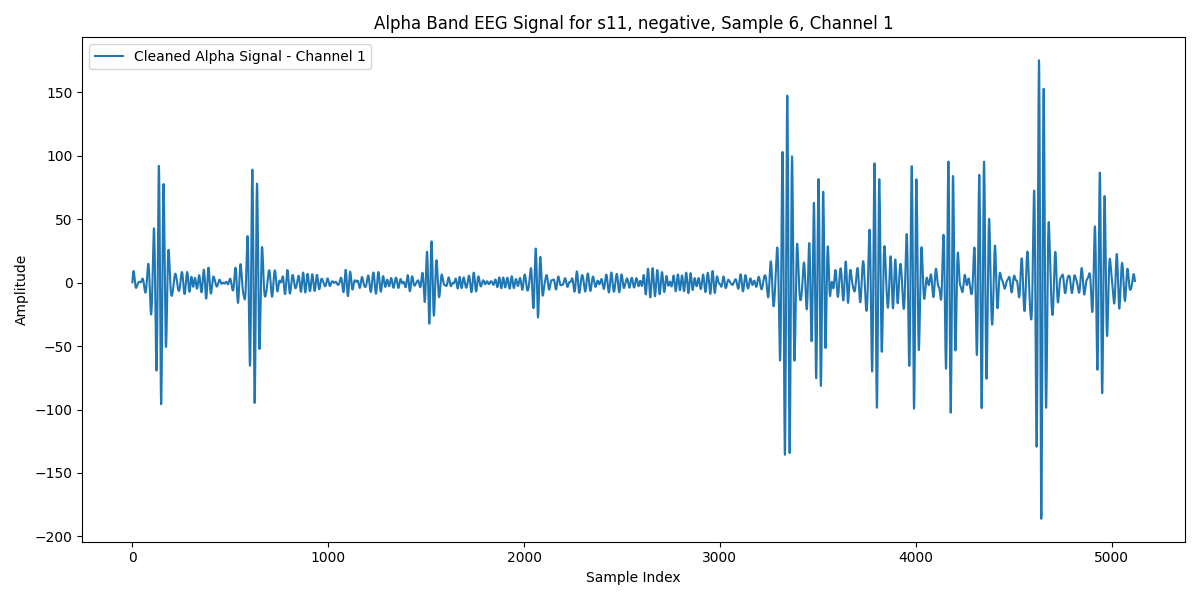 Alpha Band EEG Signal for s11, negative, Sample 6, Channel 1
Cleaned Alpha Signal - Channel 1
Amplitude
150
100
50
0
−50
−100
−150
−200
0 1000 2000 3000 4000 5000
Sample Index